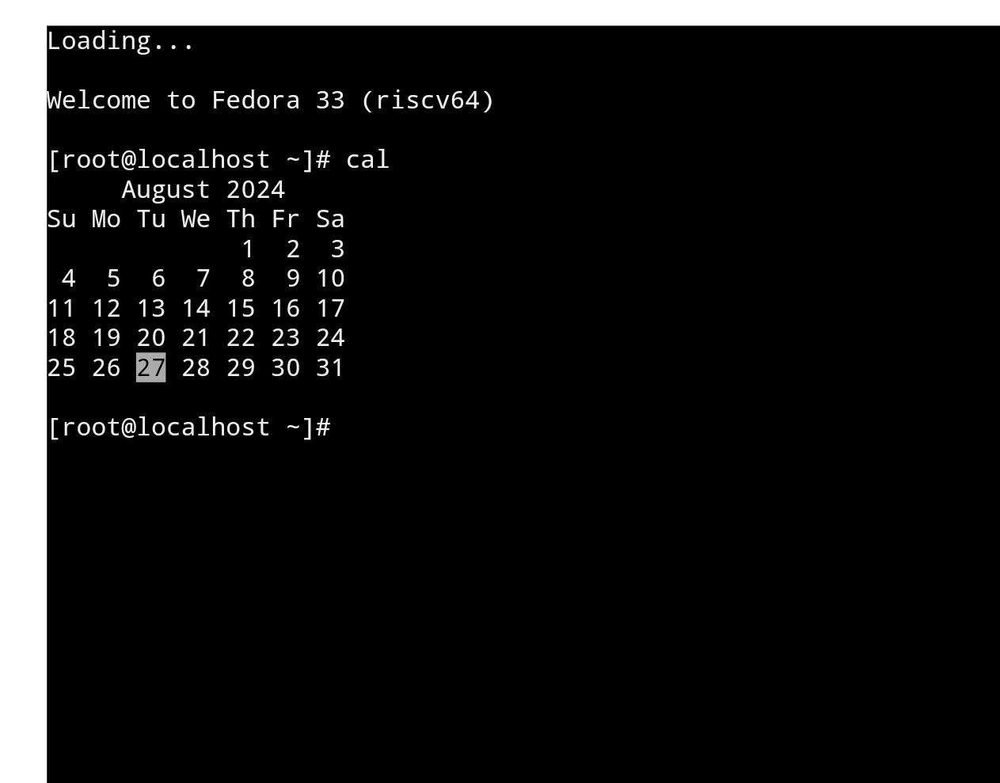 Loading...
Welcome to Fedora 33 (riscv64)
[root@localhost ~]# cal
     August 2024
Su Mo Tu We Th Fr Sa
             1  2  3
 4  5  6  7  8  9 10
11 12 13 14 15 16 17
18 19 20 21 22 23 24
25 26 27 28 29 30 31
[root@localhost ~]#